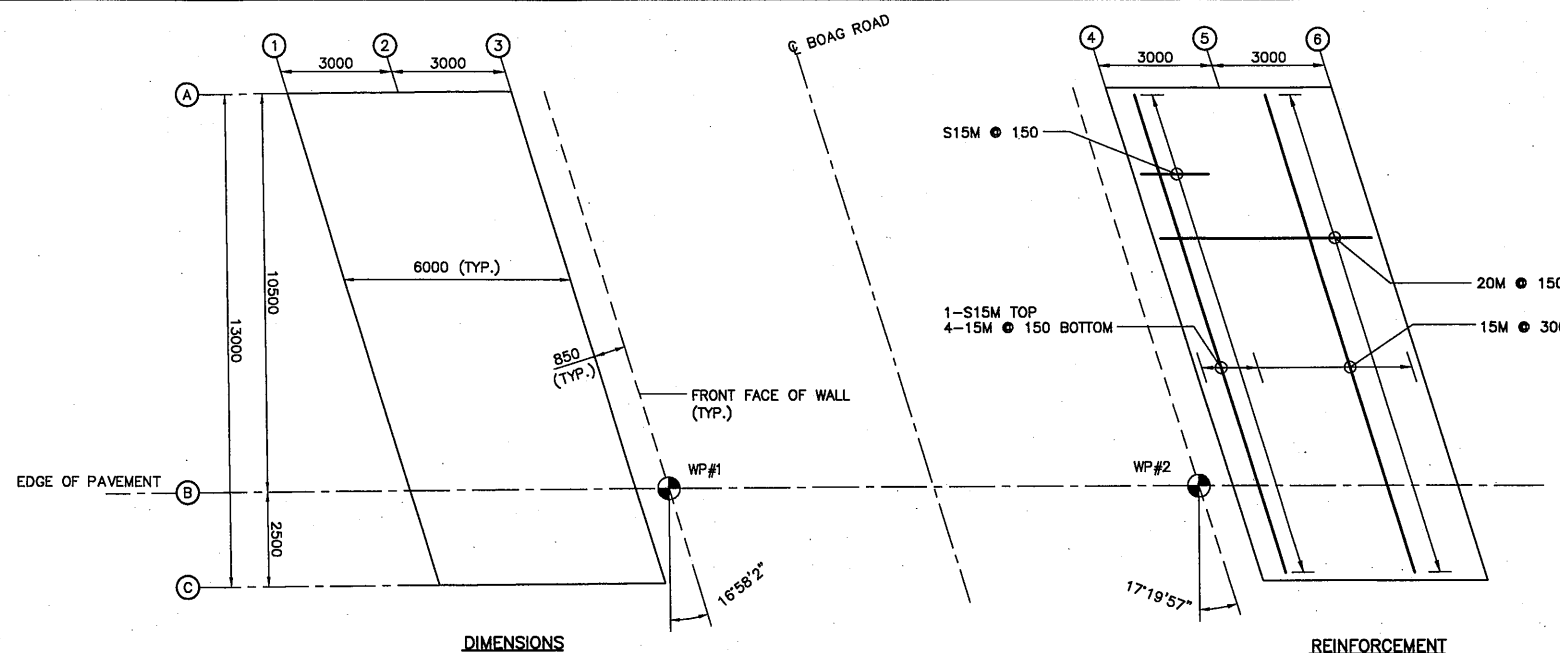 1 2 3
℄ BOAG ROAD
4 5 6
3000 3000
3000 3000
A
S15M @ 150
10500
13000
6000 (TYP.)
20M @ 150
1-S15M TOP
4-15M @ 150 BOTTOM
15M @ 300
850
(TYP.)
FRONT FACE OF WALL
(TYP.)
EDGE OF PAVEMENT
B
WP#1
WP#2
2500
C
16°58'2"
17°19'57"
DIMENSIONS
REINFORCEMENT